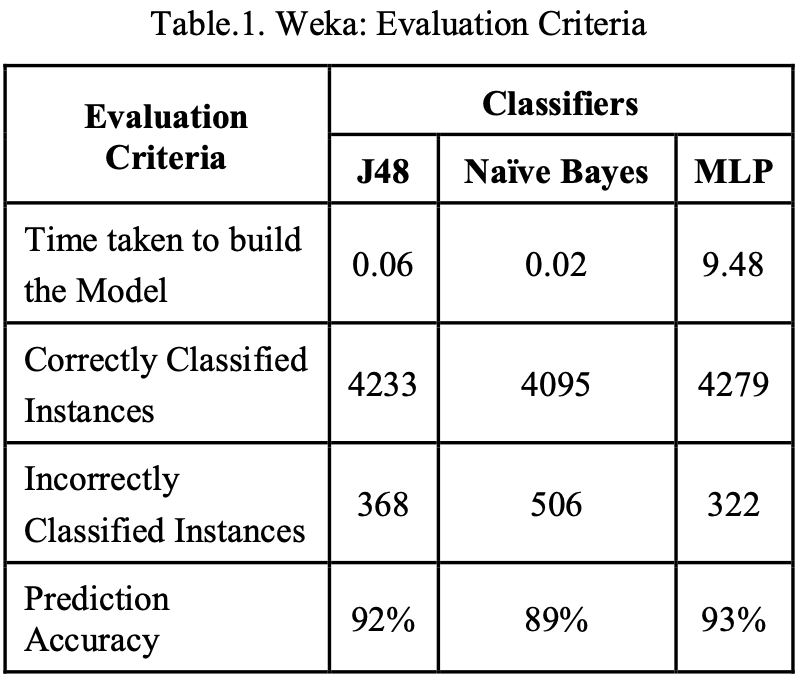 Table.1. Weka: Evaluation Criteria
Evaluation
Criteria
Classifiers
J48
Naïve Bayes
MLP
Time taken to build
the Model
0.06
0.02
9.48
Correctly Classified
Instances
4233
4095
4279
Incorrectly
Classified Instances
368
506
322
Prediction
Accuracy
92%
89%
93%